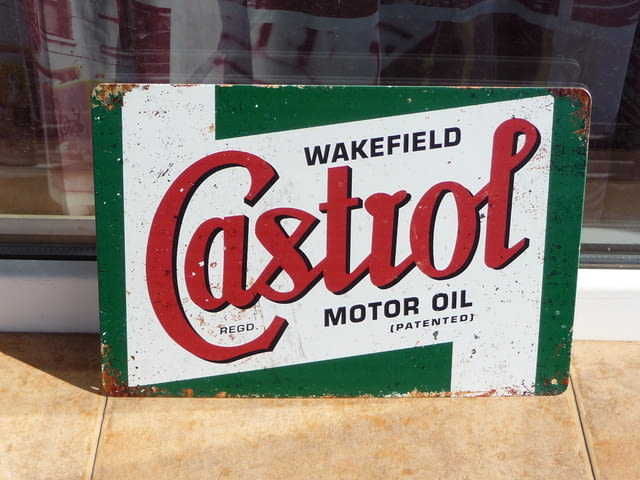 WAKEFIELD
Castrol
REGD.
MOTOR OIL
(PATENTED)